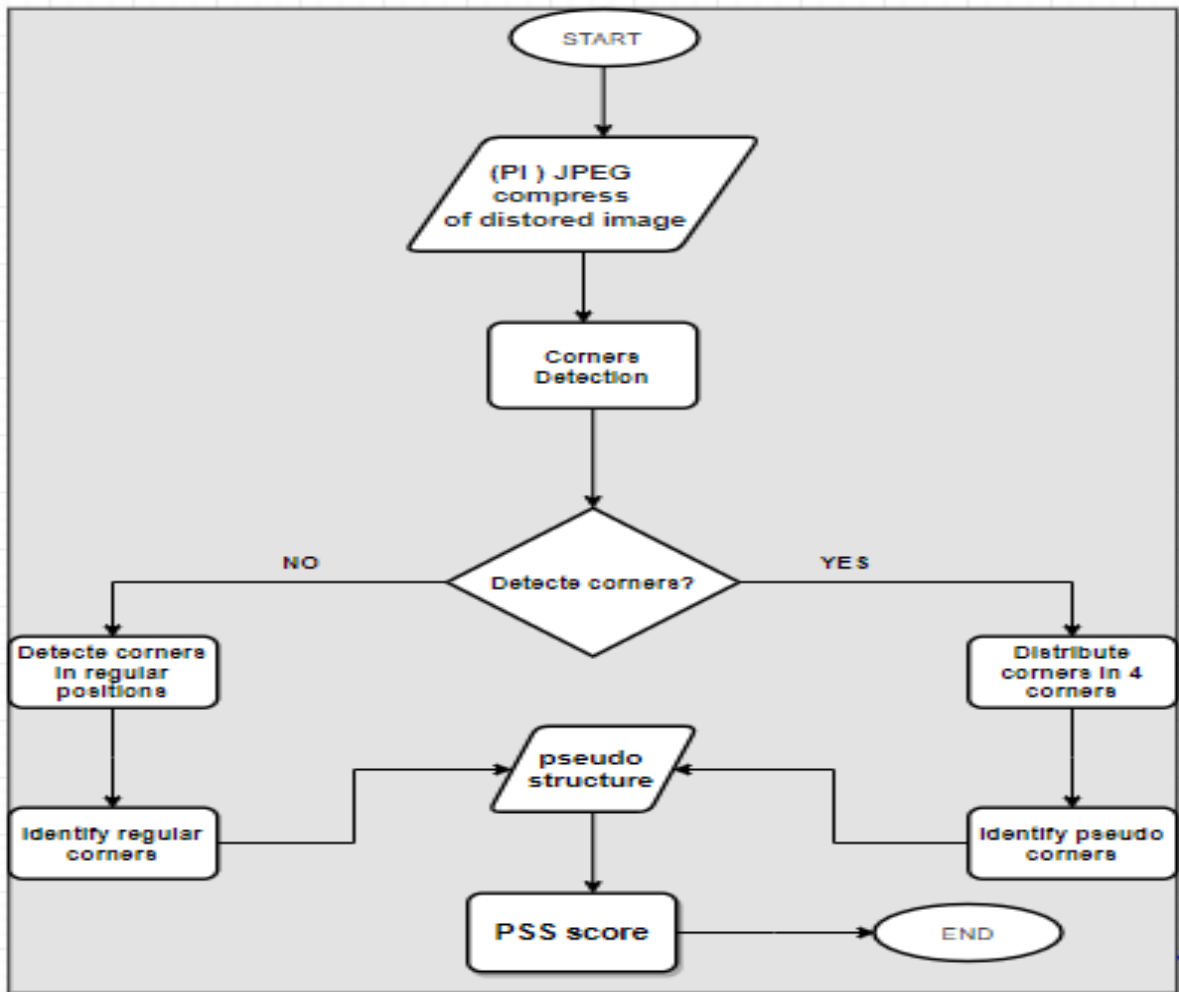 START
(PI ) JPEG
compress
of distored image
Corners
Detection
Detecte corners?
NO
YES
Detecte corners
in regular
positions
Distribute
corners in 4
corners
Identify regular
corners
pseudo
structure
Identify pseudo
corners
PSS score
END